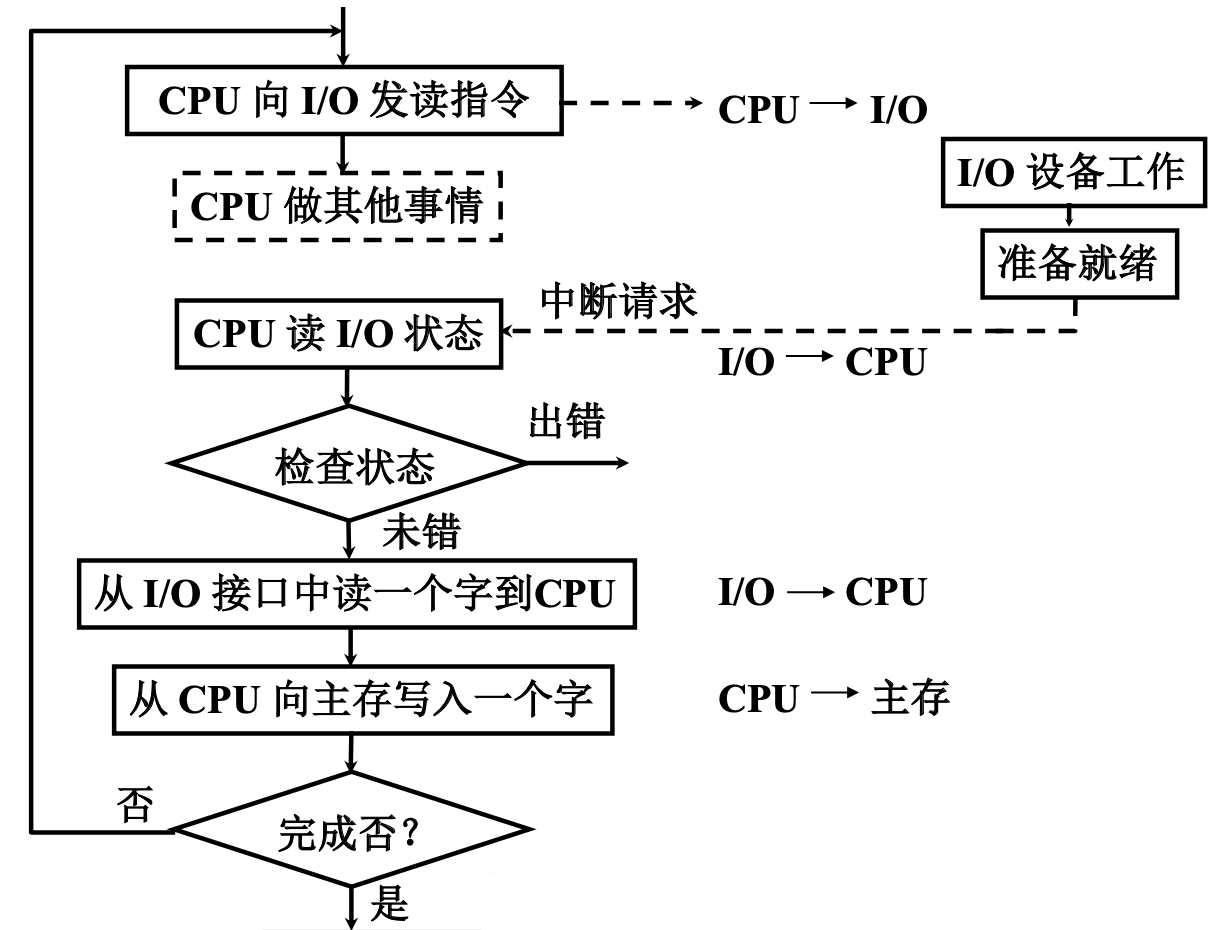 CPU 向 I/O 发读指令
CPU → I/O
I/O 设备工作
CPU 做其他事情
准备就绪
中断请求
CPU 读 I/O 状态
I/O → CPU
出错
检查状态
未错
从 I/O 接口中读一个字到CPU
I/O → CPU
从 CPU 向主存写入一个字
CPU → 主存
否
完成否？
是